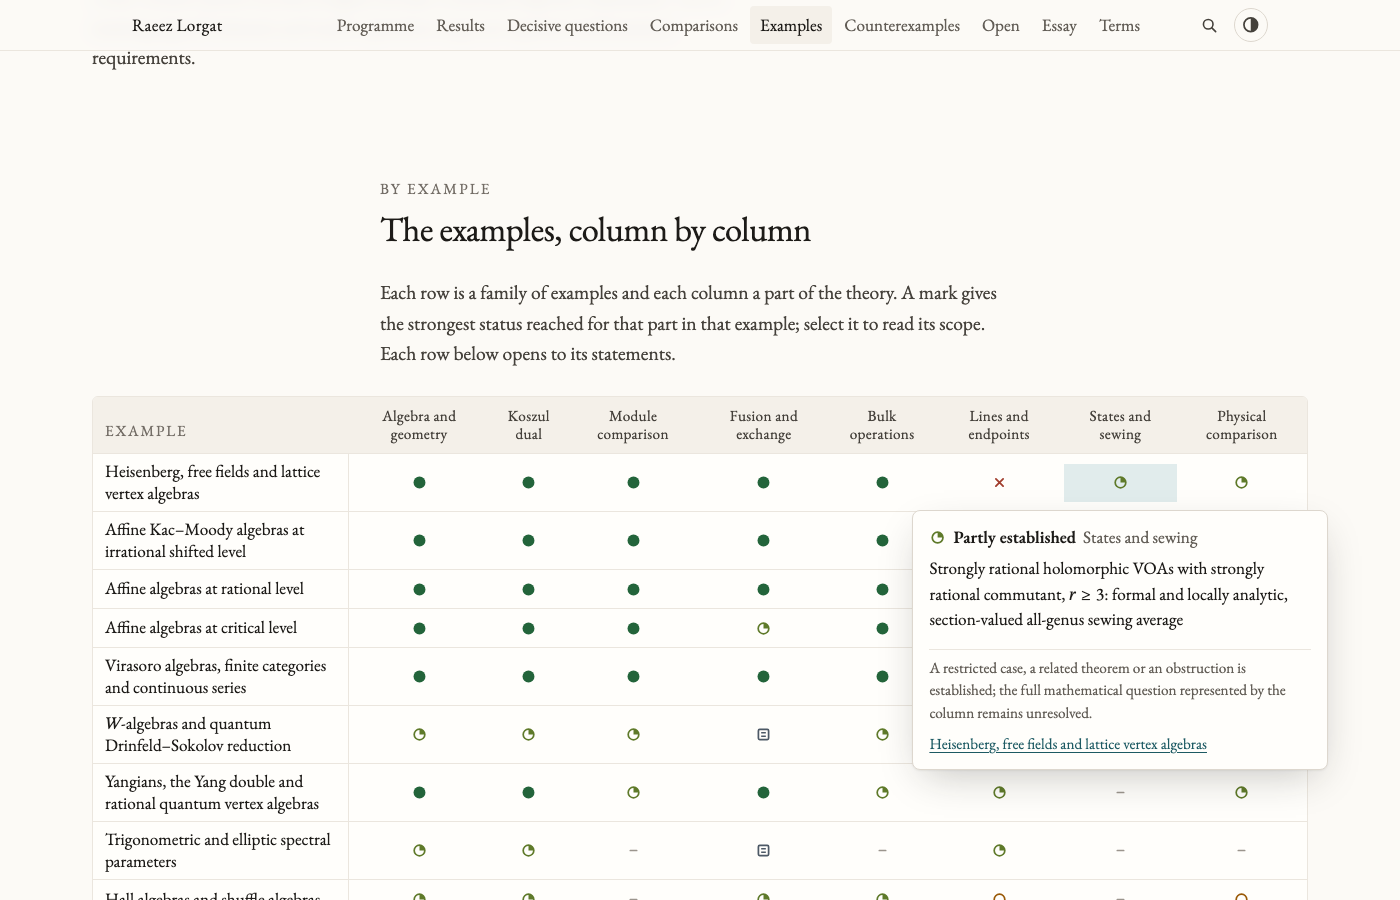 Raeez Lorgat
Programme Results Decisive questions Comparisons Examples Counterexamples Open Essay Terms
requirements.
BY EXAMPLE
The examples, column by column
Each row is a family of examples and each column a part of the theory. A mark gives
the strongest status reached for that part in that example; select it to read its scope.
Each row below opens to its statements.
EXAMPLE
Algebra and
geometry
Koszul
dual
Module
comparison
Fusion and
exchange
Bulk
operations
Lines and
endpoints
States and
sewing
Physical
comparison
Heisenberg, free fields and lattice
vertex algebras
Affine Kac–Moody algebras at
irrational shifted level
Affine algebras at rational level
Affine algebras at critical level
Virasoro algebras, finite categories
and continuous series
W-algebras and quantum
Drinfeld–Sokolov reduction
Yangians, the Yang double and
rational quantum vertex algebras
Trigonometric and elliptic spectral
parameters
Hall algebras and shuffle algebras
Partly established States and sewing
Strongly rational holomorphic VOAs with strongly
rational commutant, r ≥ 3: formal and locally analytic,
section-valued all-genus sewing average
A restricted case, a related theorem or an obstruction is
established; the full mathematical question represented by the
column remains unresolved.
Heisenberg, free fields and lattice vertex algebras